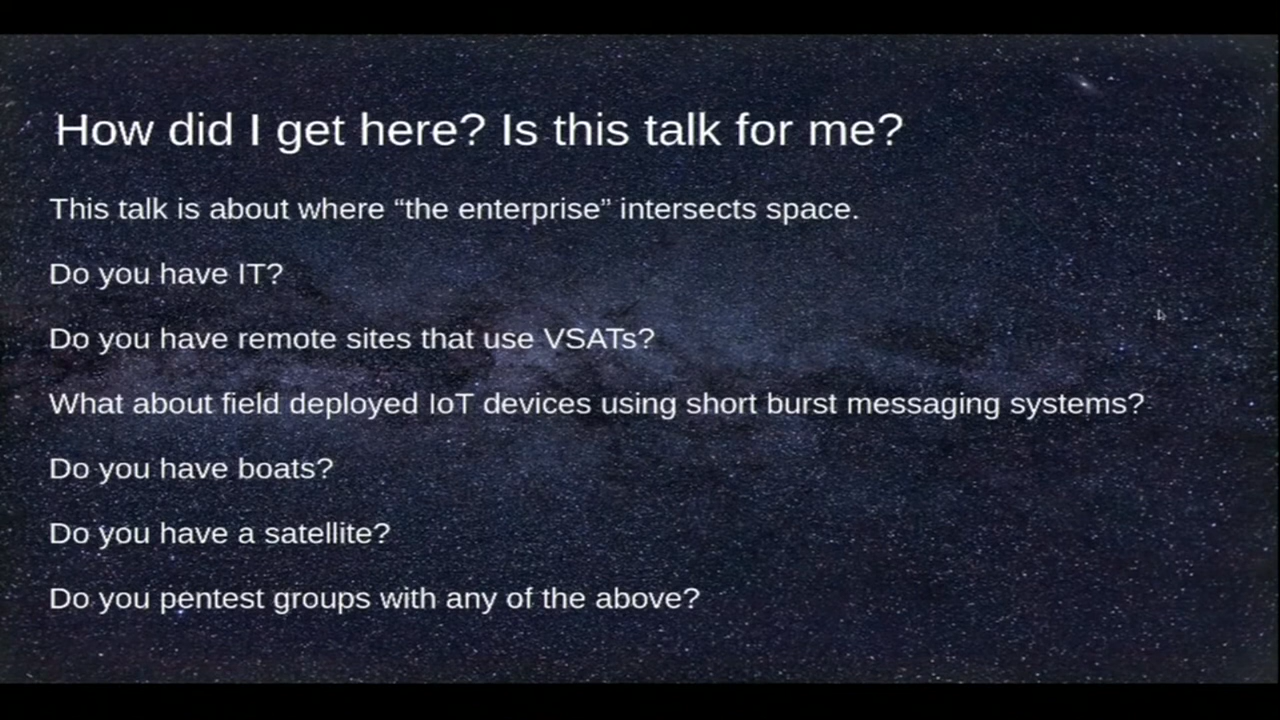 How did I get here? Is this talk for me?
This talk is about where “the enterprise” intersects space.
Do you have IT?
Do you have remote sites that use VSATs?
What about field deployed IoT devices using short burst messaging systems?
Do you have boats?
Do you have a satellite?
Do you pentest groups with any of the above?